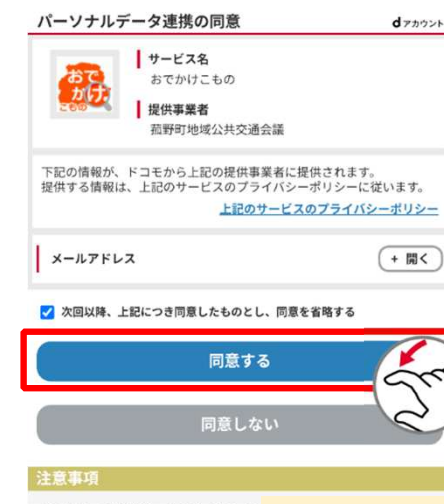 パーソナルデータ連携の同意
dアカウント
おで
かけ。
こもの
サービス名
おでかけこもの
提供事業者
菰野町地域公共交通会議
下記の情報が、ドコモから上記の提供事業者に提供されます。
提供する情報は、上記のサービスのプライバシーポリシーに従います。
上記のサービスのプライバシーポリシー
メールアドレス
+ 開く
次回以降、上記につき同意したものとし、同意を省略する
同意する
同意しない
注意事項